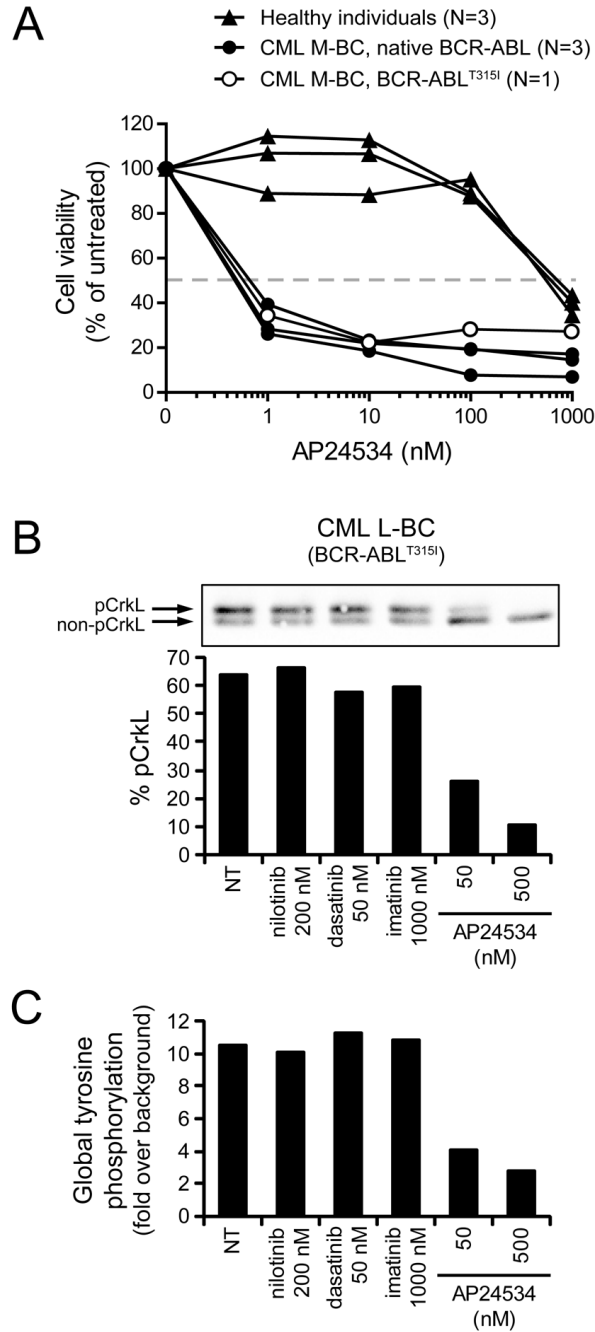 A
Healthy individuals (N=3)
CML M-BC, native BCR-ABL (N=3)
CML M-BC, BCR-ABL^T315I (N=1)
120
100
80
60
40
20
0
Cell viability
(% of untreated)
0 1 10 100 1000
AP24534 (nM)
B
CML L-BC
(BCR-ABL^T315I)
pCrkL
non-pCrkL
70
60
50
40
30
20
10
0
% pCrkL
NT
nilotinib
200 nM
dasatinib
50 nM
imatinib
1000 nM
50
500
AP24534
(nM)
C
12
10
8
6
4
2
0
Global tyrosine
phosphorylation
(fold over background)
NT
nilotinib
200 nM
dasatinib
50 nM
imatinib
1000 nM
50
500
AP24534
(nM)